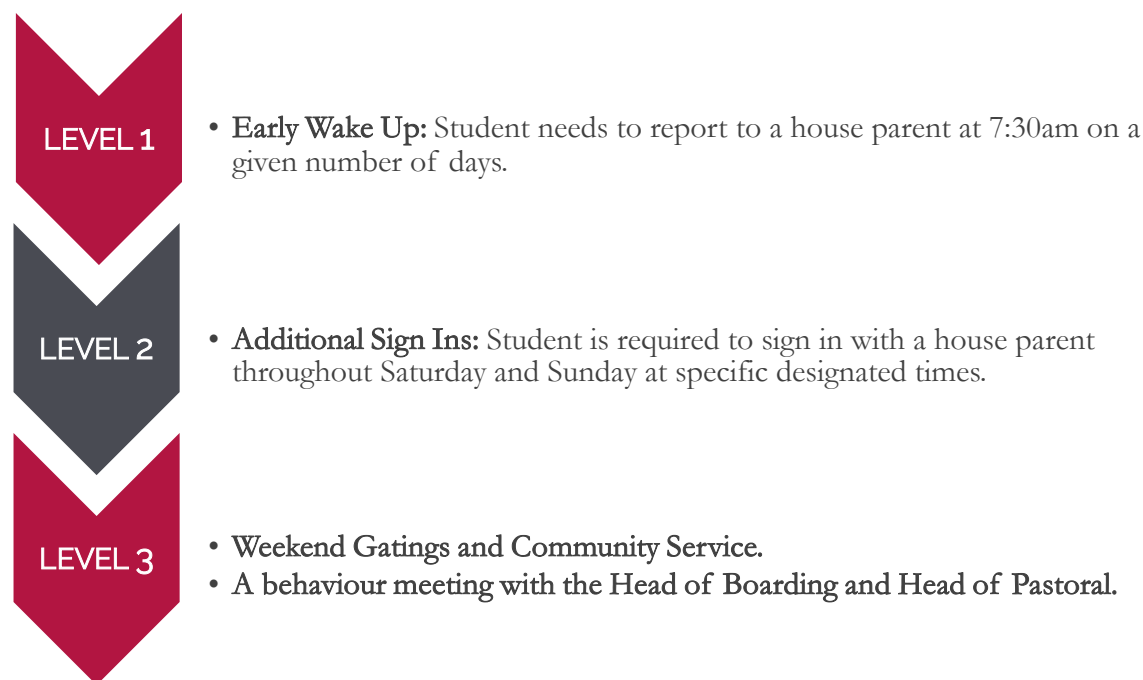 LEVEL 1
• Early Wake Up: Student needs to report to a house parent at 7:30am on a
given number of days.
LEVEL 2
• Additional Sign Ins: Student is required to sign in with a house parent
throughout Saturday and Sunday at specific designated times.
LEVEL 3
• Weekend Gatings and Community Service.
• A behaviour meeting with the Head of Boarding and Head of Pastoral.